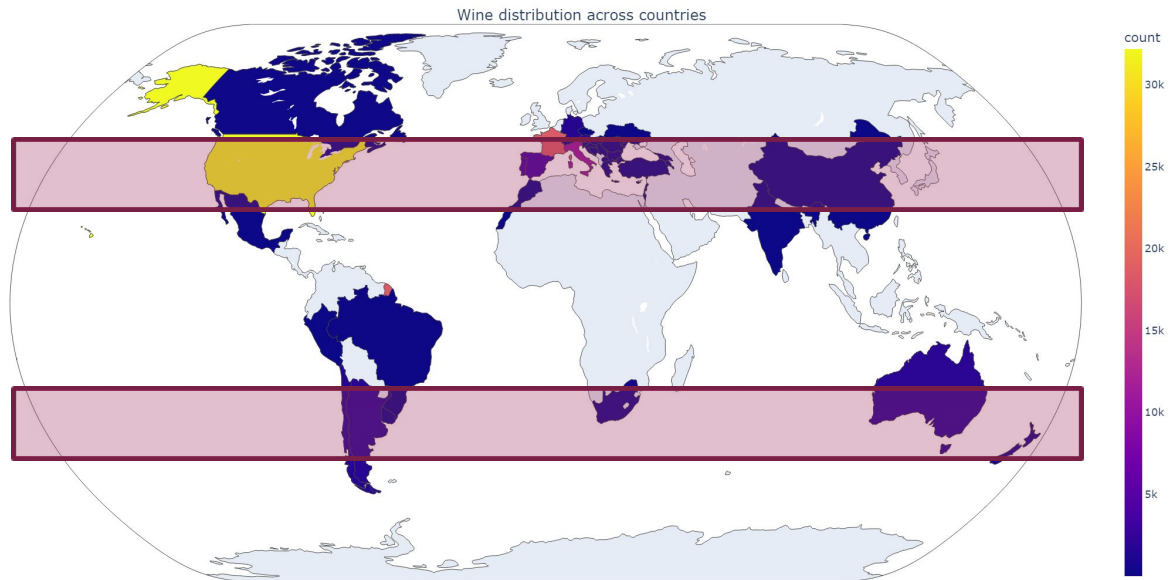 Wine distribution across countries
count
30k
25k
20k
15k
10k
5k